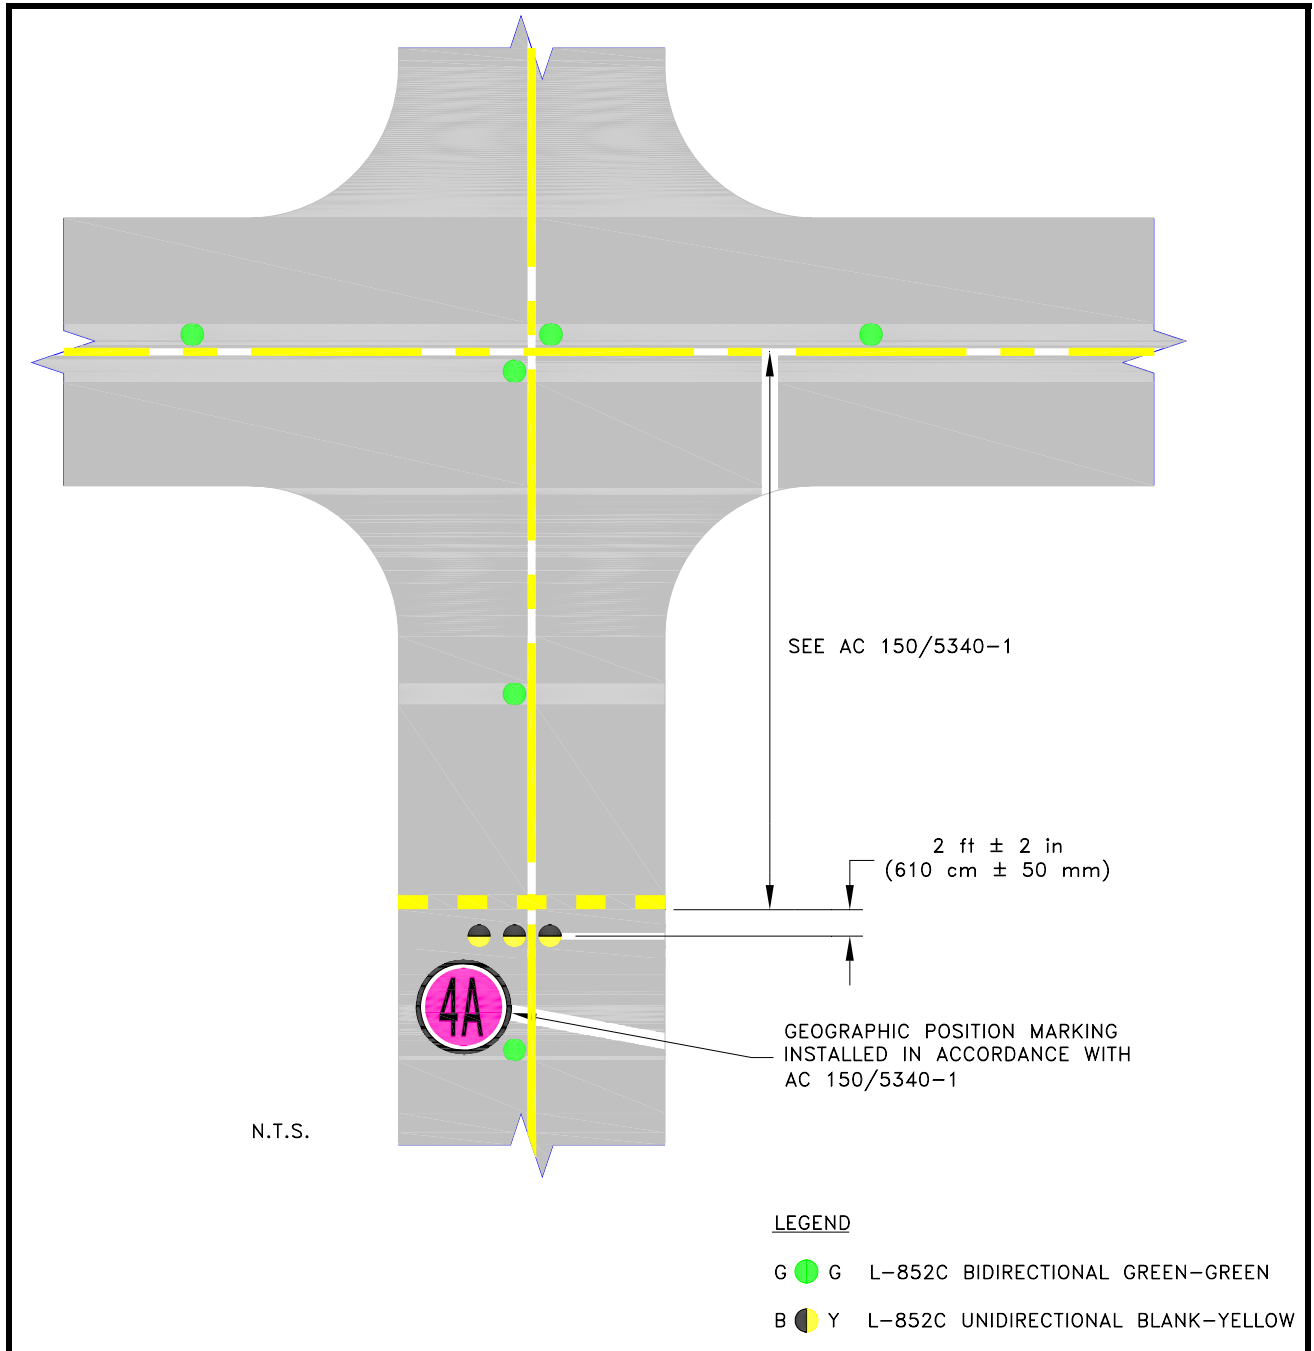 SEE AC 150/5340-1
2 ft ± 2 in
(610 cm ± 50 mm)
4A
GEOGRAPHIC POSITION MARKING
INSTALLED IN ACCORDANCE WITH
AC 150/5340-1
N.T.S.
LEGEND
G G L-852C BIDIRECTIONAL GREEN-GREEN
B Y L-852C UNIDIRECTIONAL BLANK-YELLOW